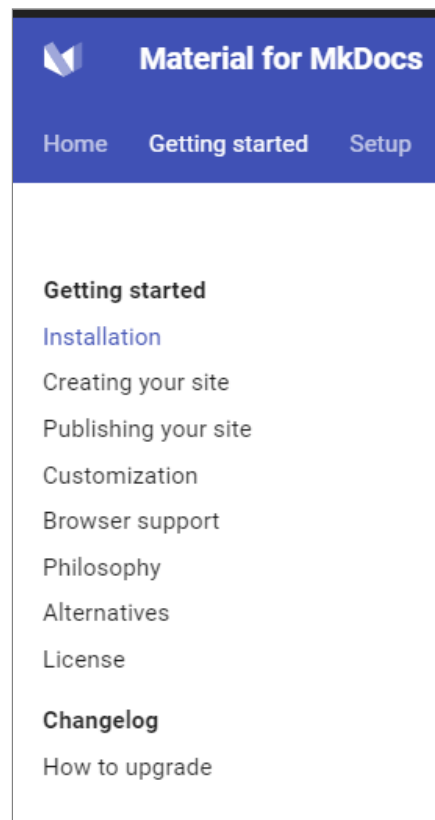 Material for MkDocs
Home Getting started Setup
Getting started
Installation
Creating your site
Publishing your site
Customization
Browser support
Philosophy
Alternatives
License
Changelog
How to upgrade